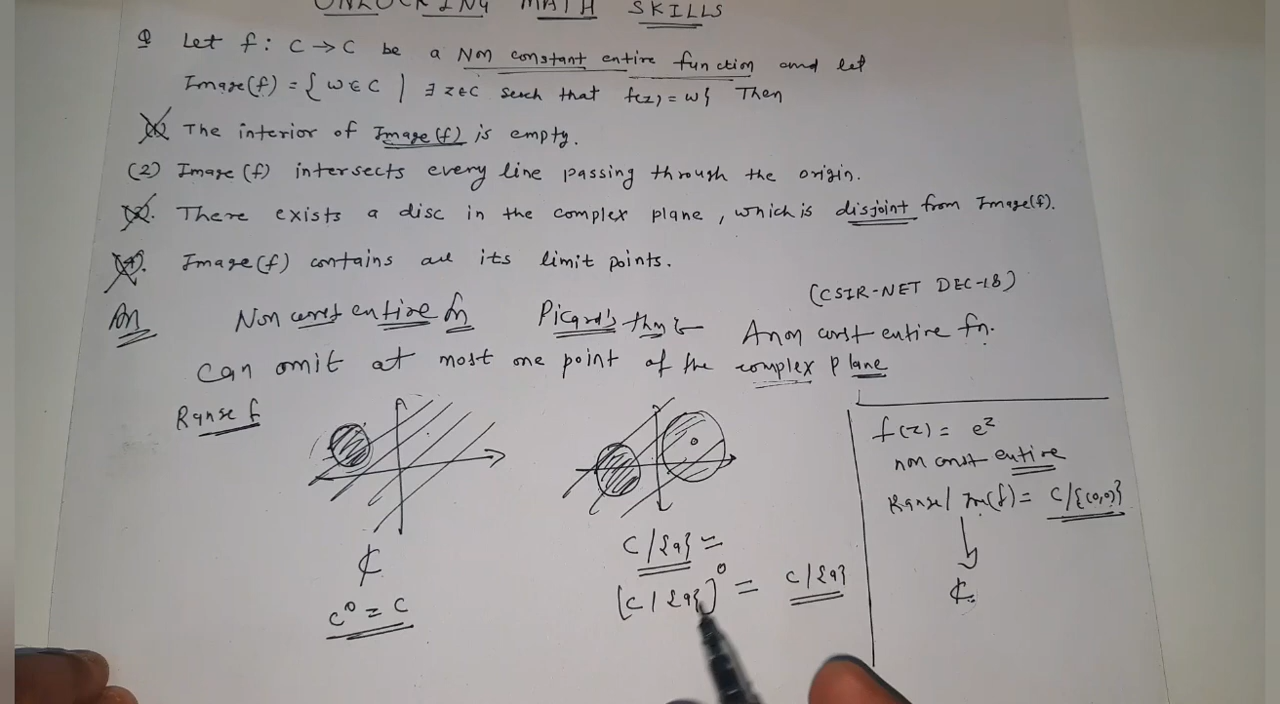 UNLOCKING MATH SKILLS
Q Let f: C → C be a Non constant entire function and let
Image(f) = { w ∈ C | ∃ z ∈ C such that f(z) = w} Then
The interior of Image(f) is empty.
(2) Image (f) intersects every line passing through the origin.
There exists a disc in the complex plane, which is disjoint from Image(f).
Image(f) contains all its limit points.
(CSIR-NET DEC-18)
An Non const entire fn Picard's thm :- A non const entire fn.
can omit at most one point of the complex plane
Range f
f(z) = e^z
non const entire
Range / Im(f) = C/{(0,0)}
ℂ
C/{a} =
ℂ
C° = C
[C/{a}]° = C/{a}